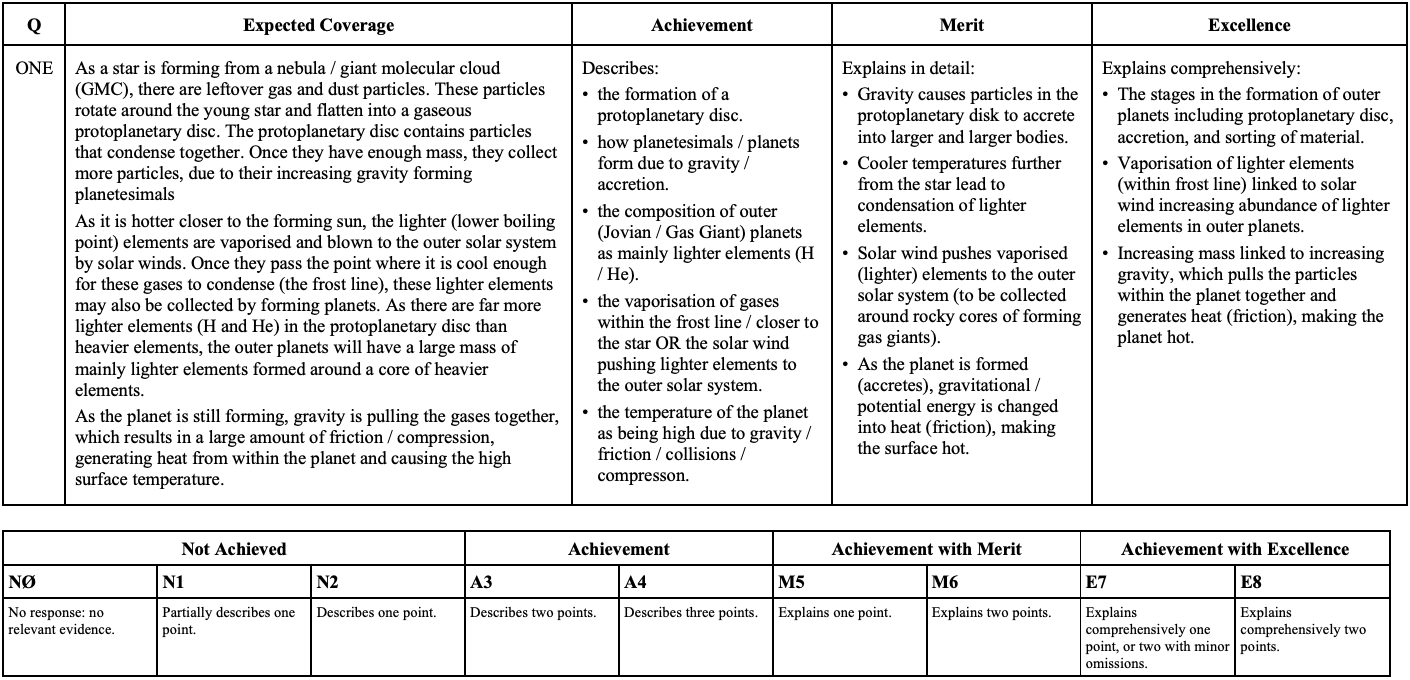 Q
Expected Coverage
Achievement
Merit
Excellence
ONE
As a star is forming from a nebula / giant molecular cloud
(GMC), there are leftover gas and dust particles. These particles
rotate around the young star and flatten into a gaseous
protoplanetary disc. The protoplanetary disc contains particles
that condense together. Once they have enough mass, they collect
more particles, due to their increasing gravity forming
planetesimals
As it is hotter closer to the forming sun, the lighter (lower boiling
point) elements are vaporised and blown to the outer solar system
by solar winds. Once they pass the point where it is cool enough
for these gases to condense (the frost line), these lighter elements
may also be collected by forming planets. As there are far more
lighter elements (H and He) in the protoplanetary disc than
heavier elements, the outer planets will have a large mass of
mainly lighter elements formed around a core of heavier
elements.
As the planet is still forming, gravity is pulling the gases together,
which results in a large amount of friction / compression,
generating heat from within the planet and causing the high
surface temperature.
Describes:
• the formation of a
protoplanetary disc.
• how planetesimals / planets
form due to gravity /
accretion.
• the composition of outer
(Jovian / Gas Giant) planets
as mainly lighter elements (H
/ He).
• the vaporisation of gases
within the frost line / closer to
the star OR the solar wind
pushing lighter elements to
the outer solar system.
• the temperature of the planet
as being high due to gravity /
friction / collisions /
compresson.
Explains in detail:
• Gravity causes particles in the
protoplanetary disk to accrete
into larger and larger bodies.
• Cooler temperatures further
from the star lead to
condensation of lighter
elements.
• Solar wind pushes vaporised
(lighter) elements to the outer
solar system (to be collected
around rocky cores of forming
gas giants).
• As the planet is formed
(accretes), gravitational /
potential energy is changed
into heat (friction), making
the surface hot.
Explains comprehensively:
• The stages in the formation of outer
planets including protoplanetary disc,
accretion, and sorting of material.
• Vaporisation of lighter elements
(within frost line) linked to solar
wind increasing abundance of lighter
elements in outer planets.
• Increasing mass linked to increasing
gravity, which pulls the particles
within the planet together and
generates heat (friction), making the
planet hot.
Not Achieved
Achievement
Achievement with Merit
Achievement with Excellence
NØ
N1
N2
A3
A4
M5
M6
E7
E8
No response: no
relevant evidence.
Partially describes one
point.
Describes one point.
Describes two points.
Describes three points.
Explains one point.
Explains two points.
Explains
comprehensively one
point, or two with minor
omissions.
Explains
comprehensively two
points.